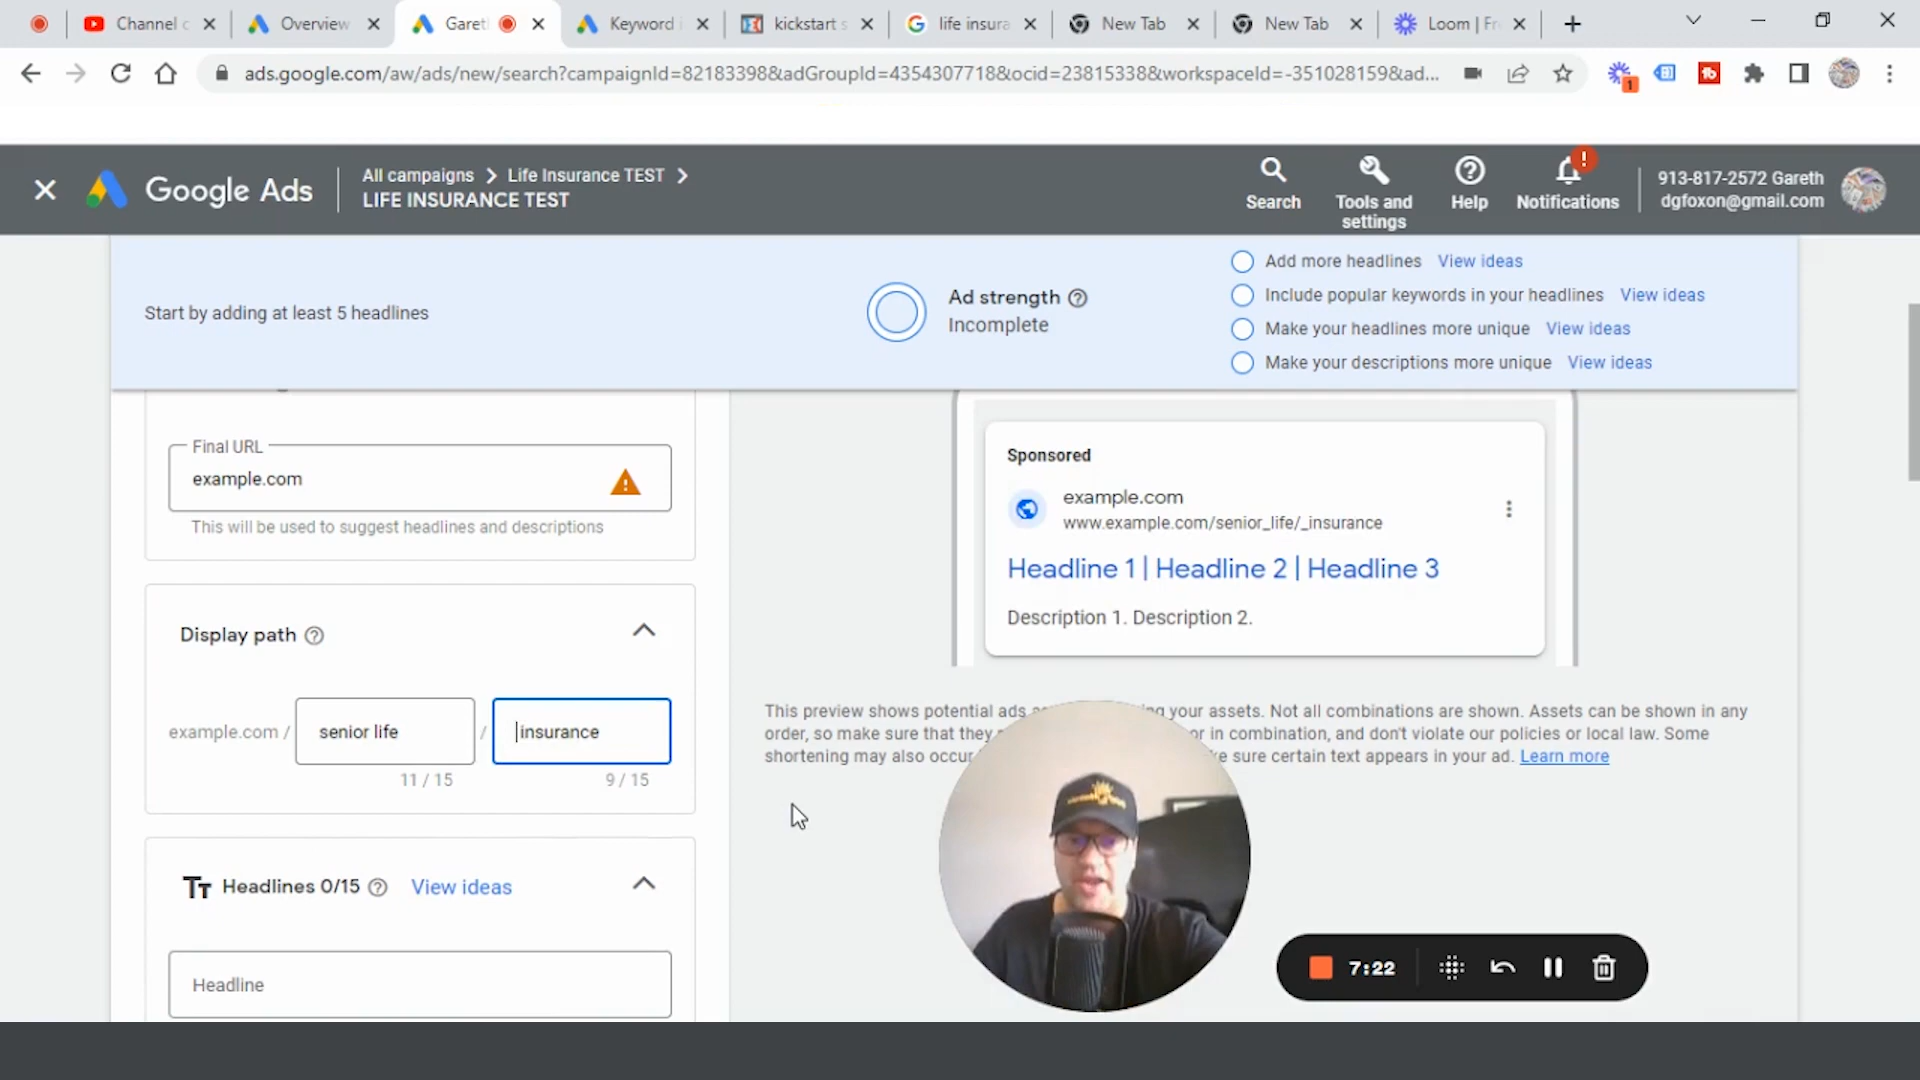 Channel c
Overview
Garet
Keyword
kickstart s
life insura
New Tab
New Tab
Loom | Fr
ads.google.com/aw/ads/new/search?campaignId=82183398&adGroupId=4354307718&ocid=23815338&workspaceId=-351028159&ad...
1
Google Ads
All campaigns
Life Insurance TEST
LIFE INSURANCE TEST
Search
Tools and
settings
Help
!
Notifications
913-817-2572 Gareth
dgfoxon@gmail.com
Start by adding at least 5 headlines
Ad strength
Incomplete
Add more headlines View ideas
Include popular keywords in your headlines View ideas
Make your headlines more unique View ideas
Make your descriptions more unique View ideas
Final URL
example.com
This will be used to suggest headlines and descriptions
Display path
example.com /
senior life
/
insurance
11 / 15
9 / 15
Headlines 0/15 View ideas
Headline
Sponsored
example.com
www.example.com/senior_life/_insurance
Headline 1 | Headline 2 | Headline 3
Description 1. Description 2.
This preview shows potential ads your assets. Not all combinations are shown. Assets can be shown in any
order, so make sure that they or in combination, and don't violate our policies or local law. Some
shortening may also occur sure certain text appears in your ad. Learn more
7:22